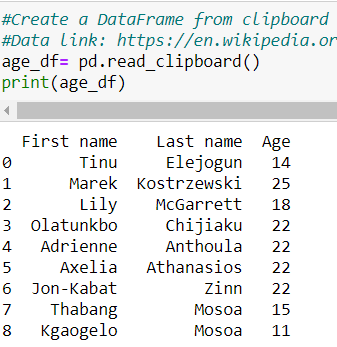 #Create a DataFrame from clipboard
#Data link: https://en.wikipedia.or
age_df= pd.read_clipboard()
print(age_df)
First name Last name Age
0 Tinu Elejogun 14
1 Marek Kostrzewski 25
2 Lily McGarrett 18
3 Olatunkbo Chijiaku 22
4 Adrienne Anthoula 22
5 Axelia Athanasios 22
6 Jon-Kabat Zinn 22
7 Thabang Mosoa 15
8 Kgaogelo Mosoa 11